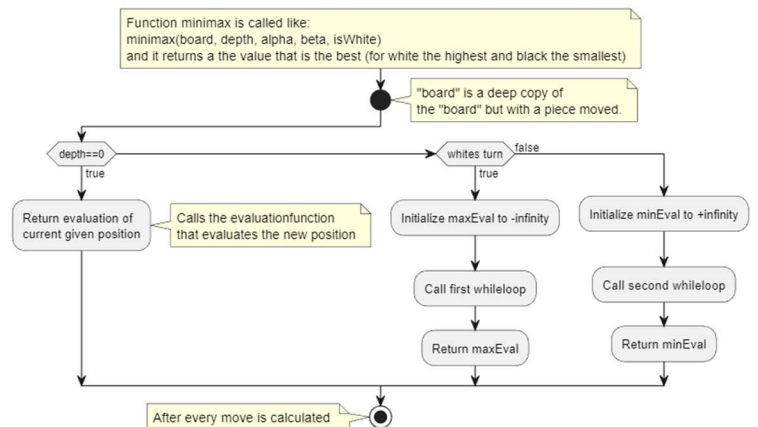 Function minimax is called like:
minimax(board, depth, alpha, beta, isWhite)
and it returns a the value that is the best (for white the highest and black the smallest)
"board" is a deep copy of
the "board" but with a piece moved.
depth==0
true
whites turn
false
true
Return evaluation of
current given position
Calls the evaluationfunction
that evaluates the new position
Initialize maxEval to -infinity
Initialize minEval to +infinity
Call first whileloop
Call second whileloop
Return maxEval
Return minEval
After every move is calculated